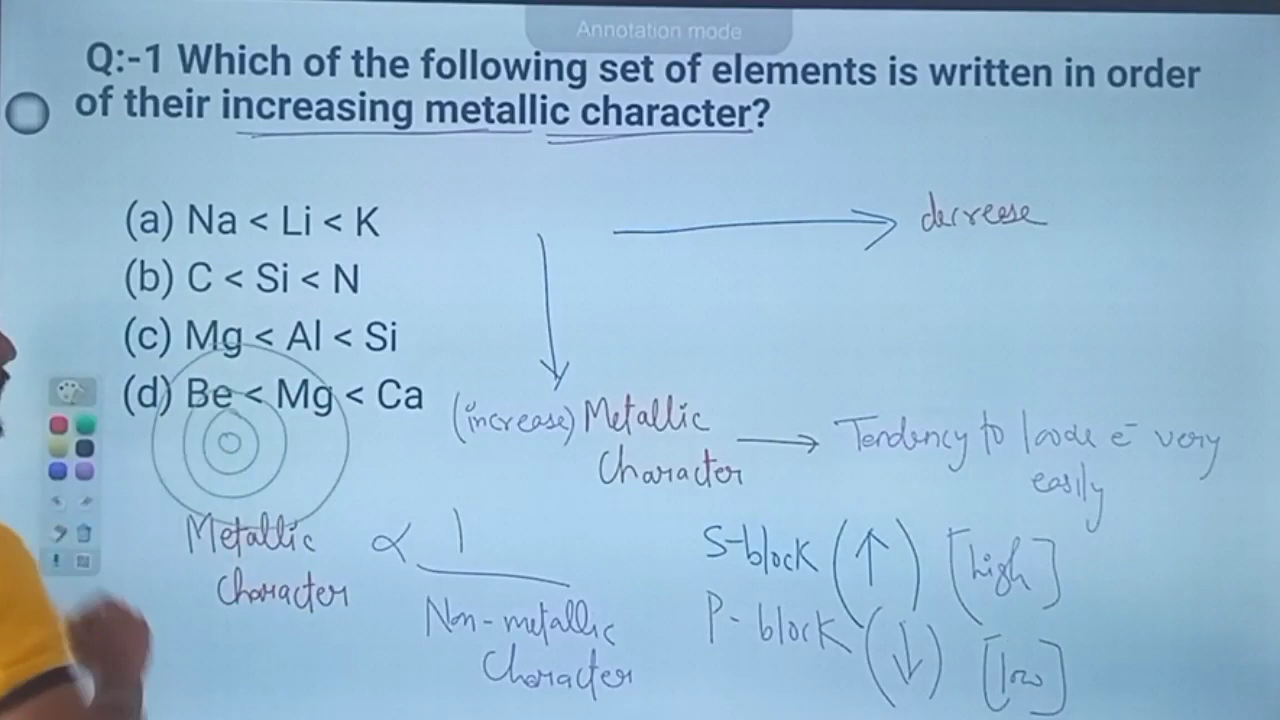 Annotation mode
Q:-1 Which of the following set of elements is written in order
of their increasing metallic character?
(a) Na < Li < K
(b) C < Si < N
(c) Mg < Al < Si
(d) Be < Mg < Ca
decrease
(increase) Metallic
Character
→ Tendency to loose e⁻ very
easily
Metallic
Character
∝ 1
Non-metallic
Character
S-block (↑) [high]
P-block (↓) [low]